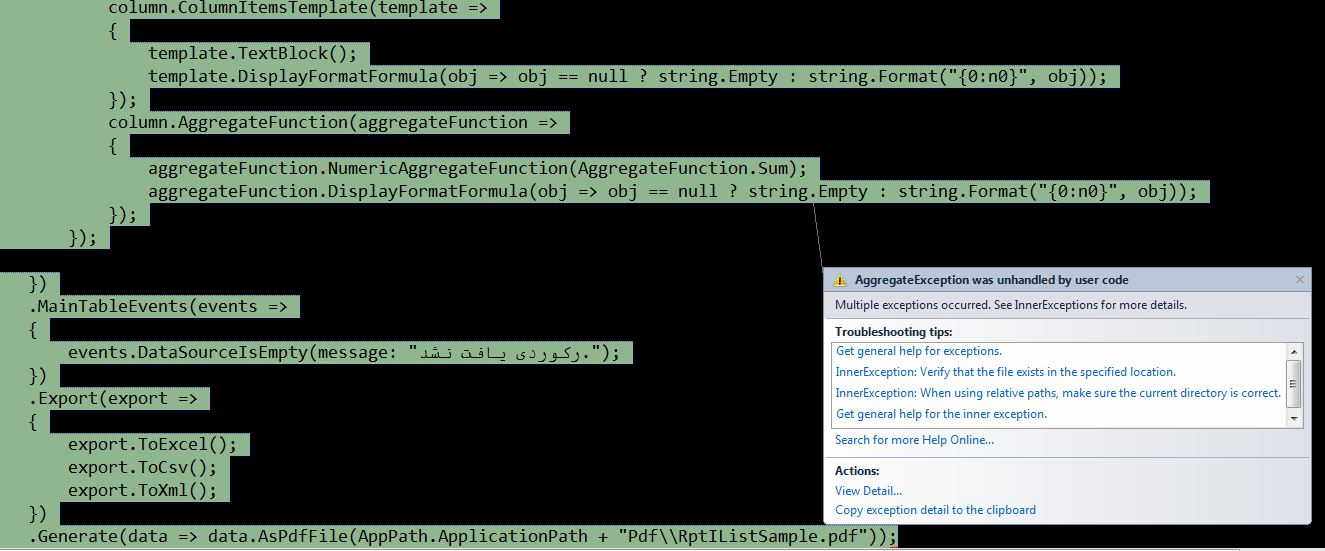 column.ColumnItemsTemplate(template =>
{
template.TextBlock();
template.DisplayFormatFormula(obj => obj == null ? string.Empty : string.Format("{0:n0}", obj));
});
column.AggregateFunction(aggregateFunction =>
{
aggregateFunction.NumericAggregateFunction(AggregateFunction.Sum);
aggregateFunction.DisplayFormatFormula(obj => obj == null ? string.Empty : string.Format("{0:n0}", obj));
});
});
})
.MainTableEvents(events =>
{
events.DataSourceIsEmpty(message: "رکوردی یافت نشد.");
})
.Export(export =>
{
export.ToExcel();
export.ToCsv();
export.ToXml();
})
.Generate(data => data.AsPdfFile(AppPath.ApplicationPath + "Pdf\\RptIListSample.pdf"));
AggregateException was unhandled by user code
Multiple exceptions occurred. See InnerExceptions for more details.
Troubleshooting tips:
Get general help for exceptions.
InnerException: Verify that the file exists in the specified location.
InnerException: When using relative paths, make sure the current directory is correct.
Get general help for the inner exception.
Search for more Help Online...
Actions:
View Detail...
Copy exception detail to the clipboard